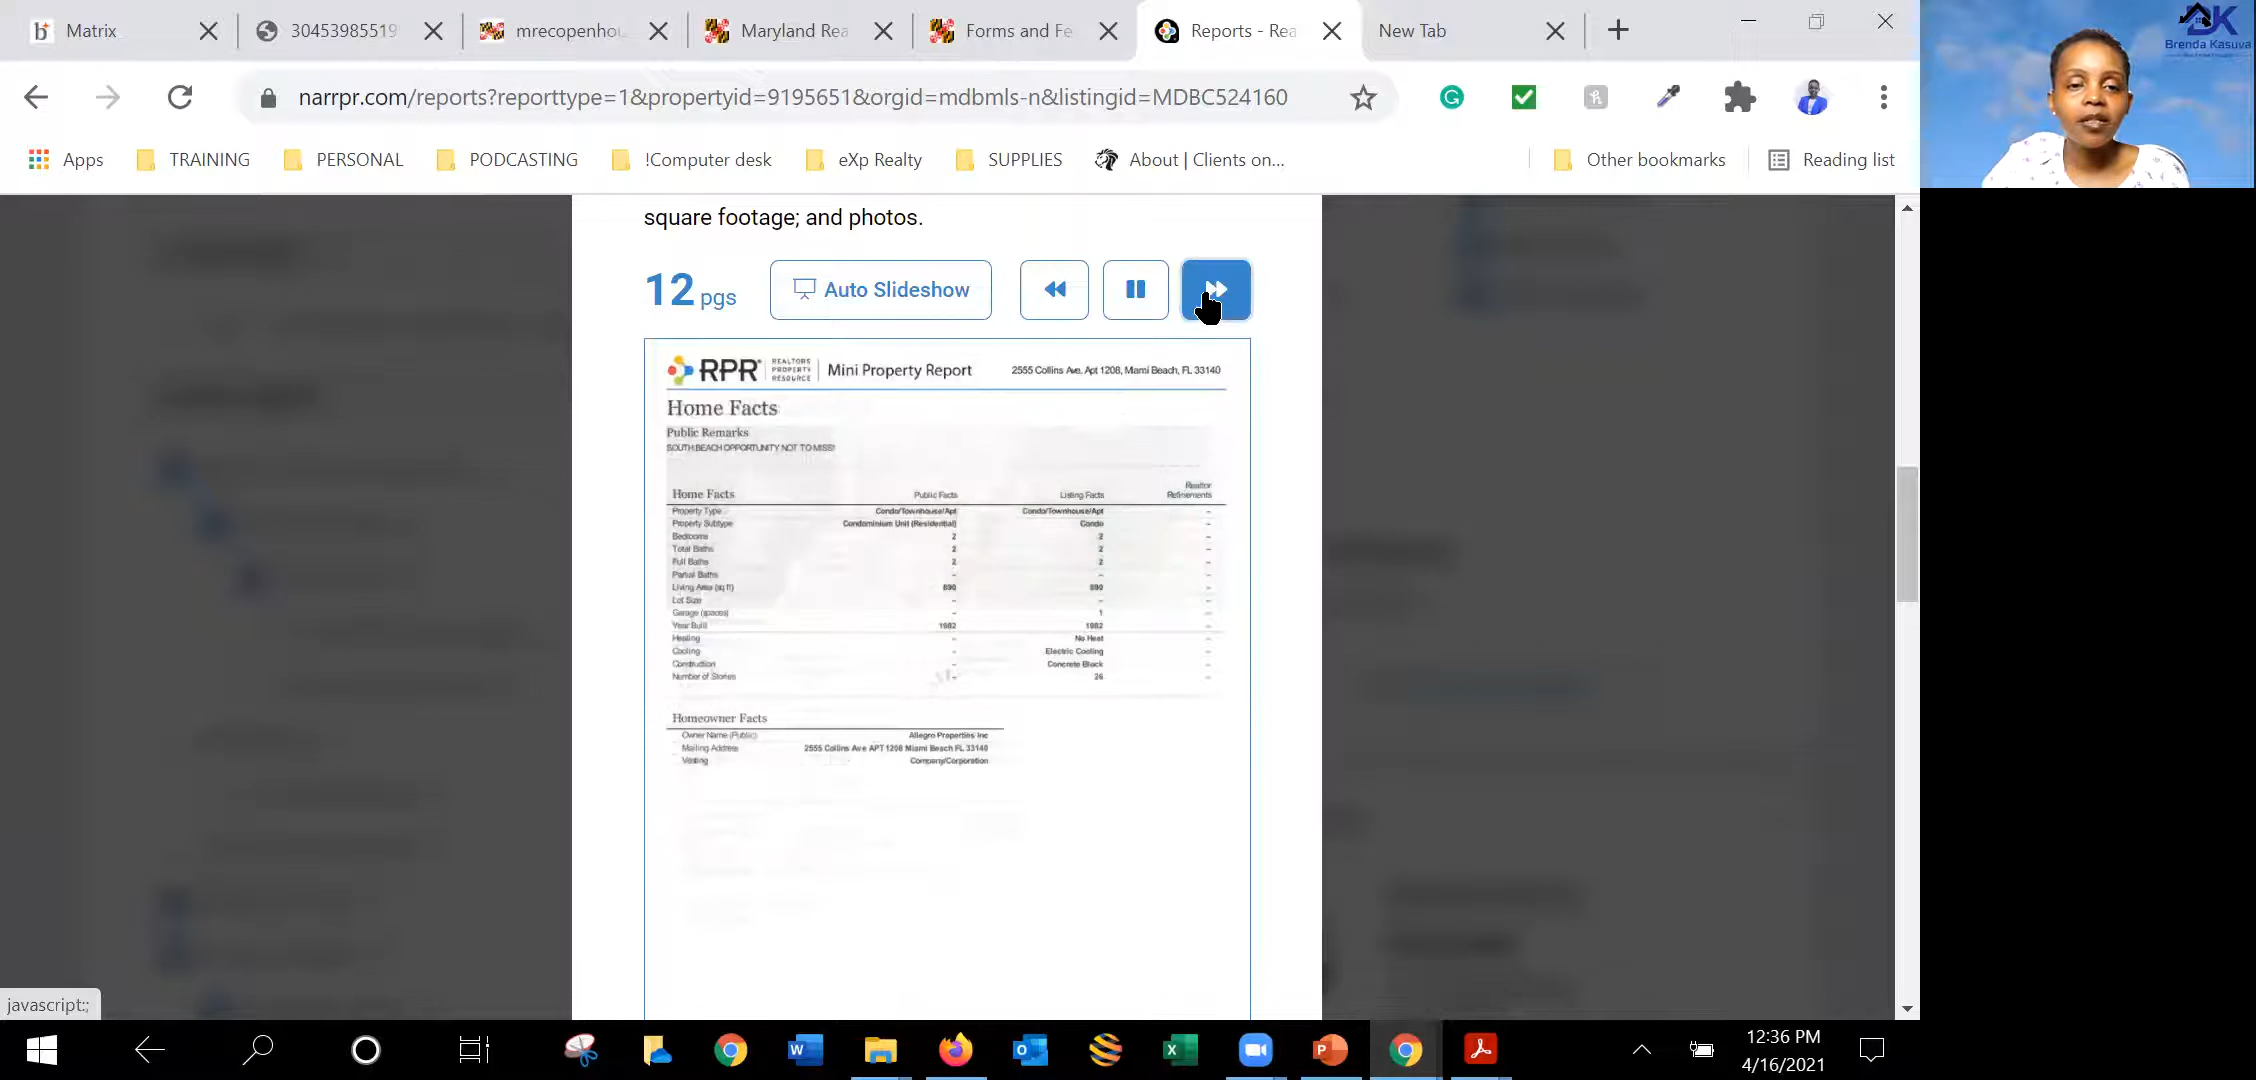 Matrix
30453985519
mrecopenhou
Maryland Rea
Forms and Fe
Reports - Rea
New Tab
Brenda Kasuva
narrpr.com/reports?reporttype=1&propertyid=9195651&orgid=mdbmls-n&listingid=MDBC524160
Apps
TRAINING
PERSONAL
PODCASTING
!Computer desk
eXp Realty
SUPPLIES
About | Clients on...
Other bookmarks
Reading list
square footage; and photos.
12 pgs
Auto Slideshow
RPR REALTORS PROPERTY RESOURCE
Mini Property Report
2555 Collins Ave, Apt 1208, Miami Beach, FL 33140
Home Facts
Public Remarks
SOUTH BEACH OPPORTUNITY NOT TO MISS!
Home Facts Public Facts Listing Facts Realtor Refinements
Property Type Condo/Townhouse/Apt Condo/Townhouse/Apt –
Property Subtype Condominium Unit (Residential) Condo –
Bedrooms 2 2 –
Total Baths 2 2 –
Full Baths 2 2 –
Partial Baths – – –
Living Area (sq ft) 890 890 –
Lot Size – – –
Garage (spaces) – 1 –
Year Built 1982 1982 –
Heating – No Heat –
Cooling – Electric Cooling –
Construction – Concrete Block –
Number of Stories – 26 –
Homeowner Facts
Owner Name (Public) Allegro Properties Inc
Mailing Address 2555 Collins Ave APT 1208 Miami Beach FL 33140
Vesting Company/Corporation
javascript:;
12:36 PM
4/16/2021